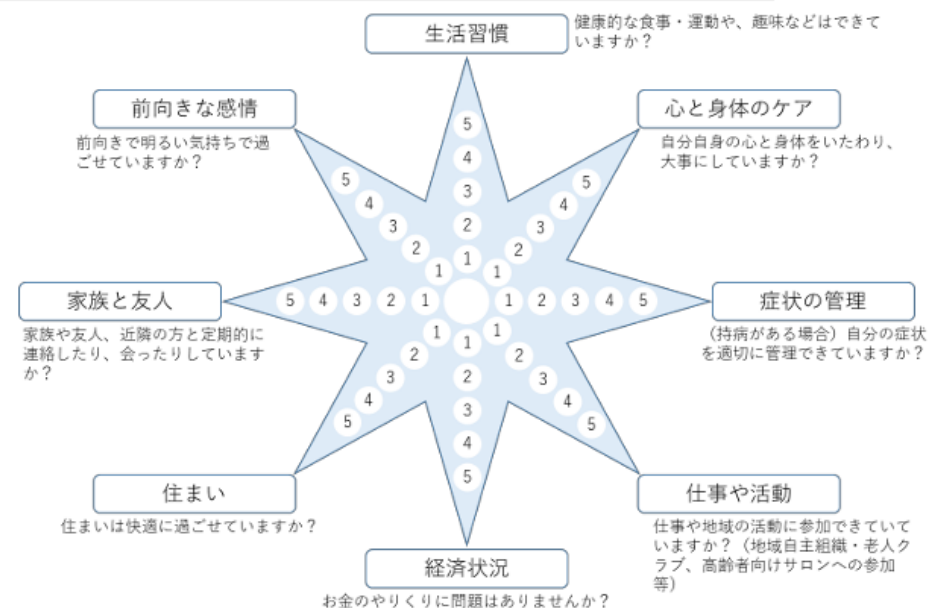 生活習慣
健康的な食事・運動や、趣味などはできて
いますか？
前向きな感情
前向きで明るい気持ちで過
ごせていますか？
心と身体のケア
自分自身の心と身体をいたわり、
大事にしていますか？
5
4
3
2
1
5
4
3
2
1
5
4
3
2
1
家族と友人
家族や友人、近隣の方と定期的に
連絡したり、会ったりしています
か？
5 4 3 2 1
1 2 3 4 5
症状の管理
（持病がある場合）自分の症状
を適切に管理できていますか？
1
2
3
4
5
1
2
3
4
5
1
2
3
4
5
住まい
住まいは快適に過ごせていますか？
仕事や活動
仕事や地域の活動に参加できていて
いますか？（地域自主組織・老人ク
ラブ、高齢者向けサロンへの参加
等）
経済状況
お金のやりくりに問題はありませんか？